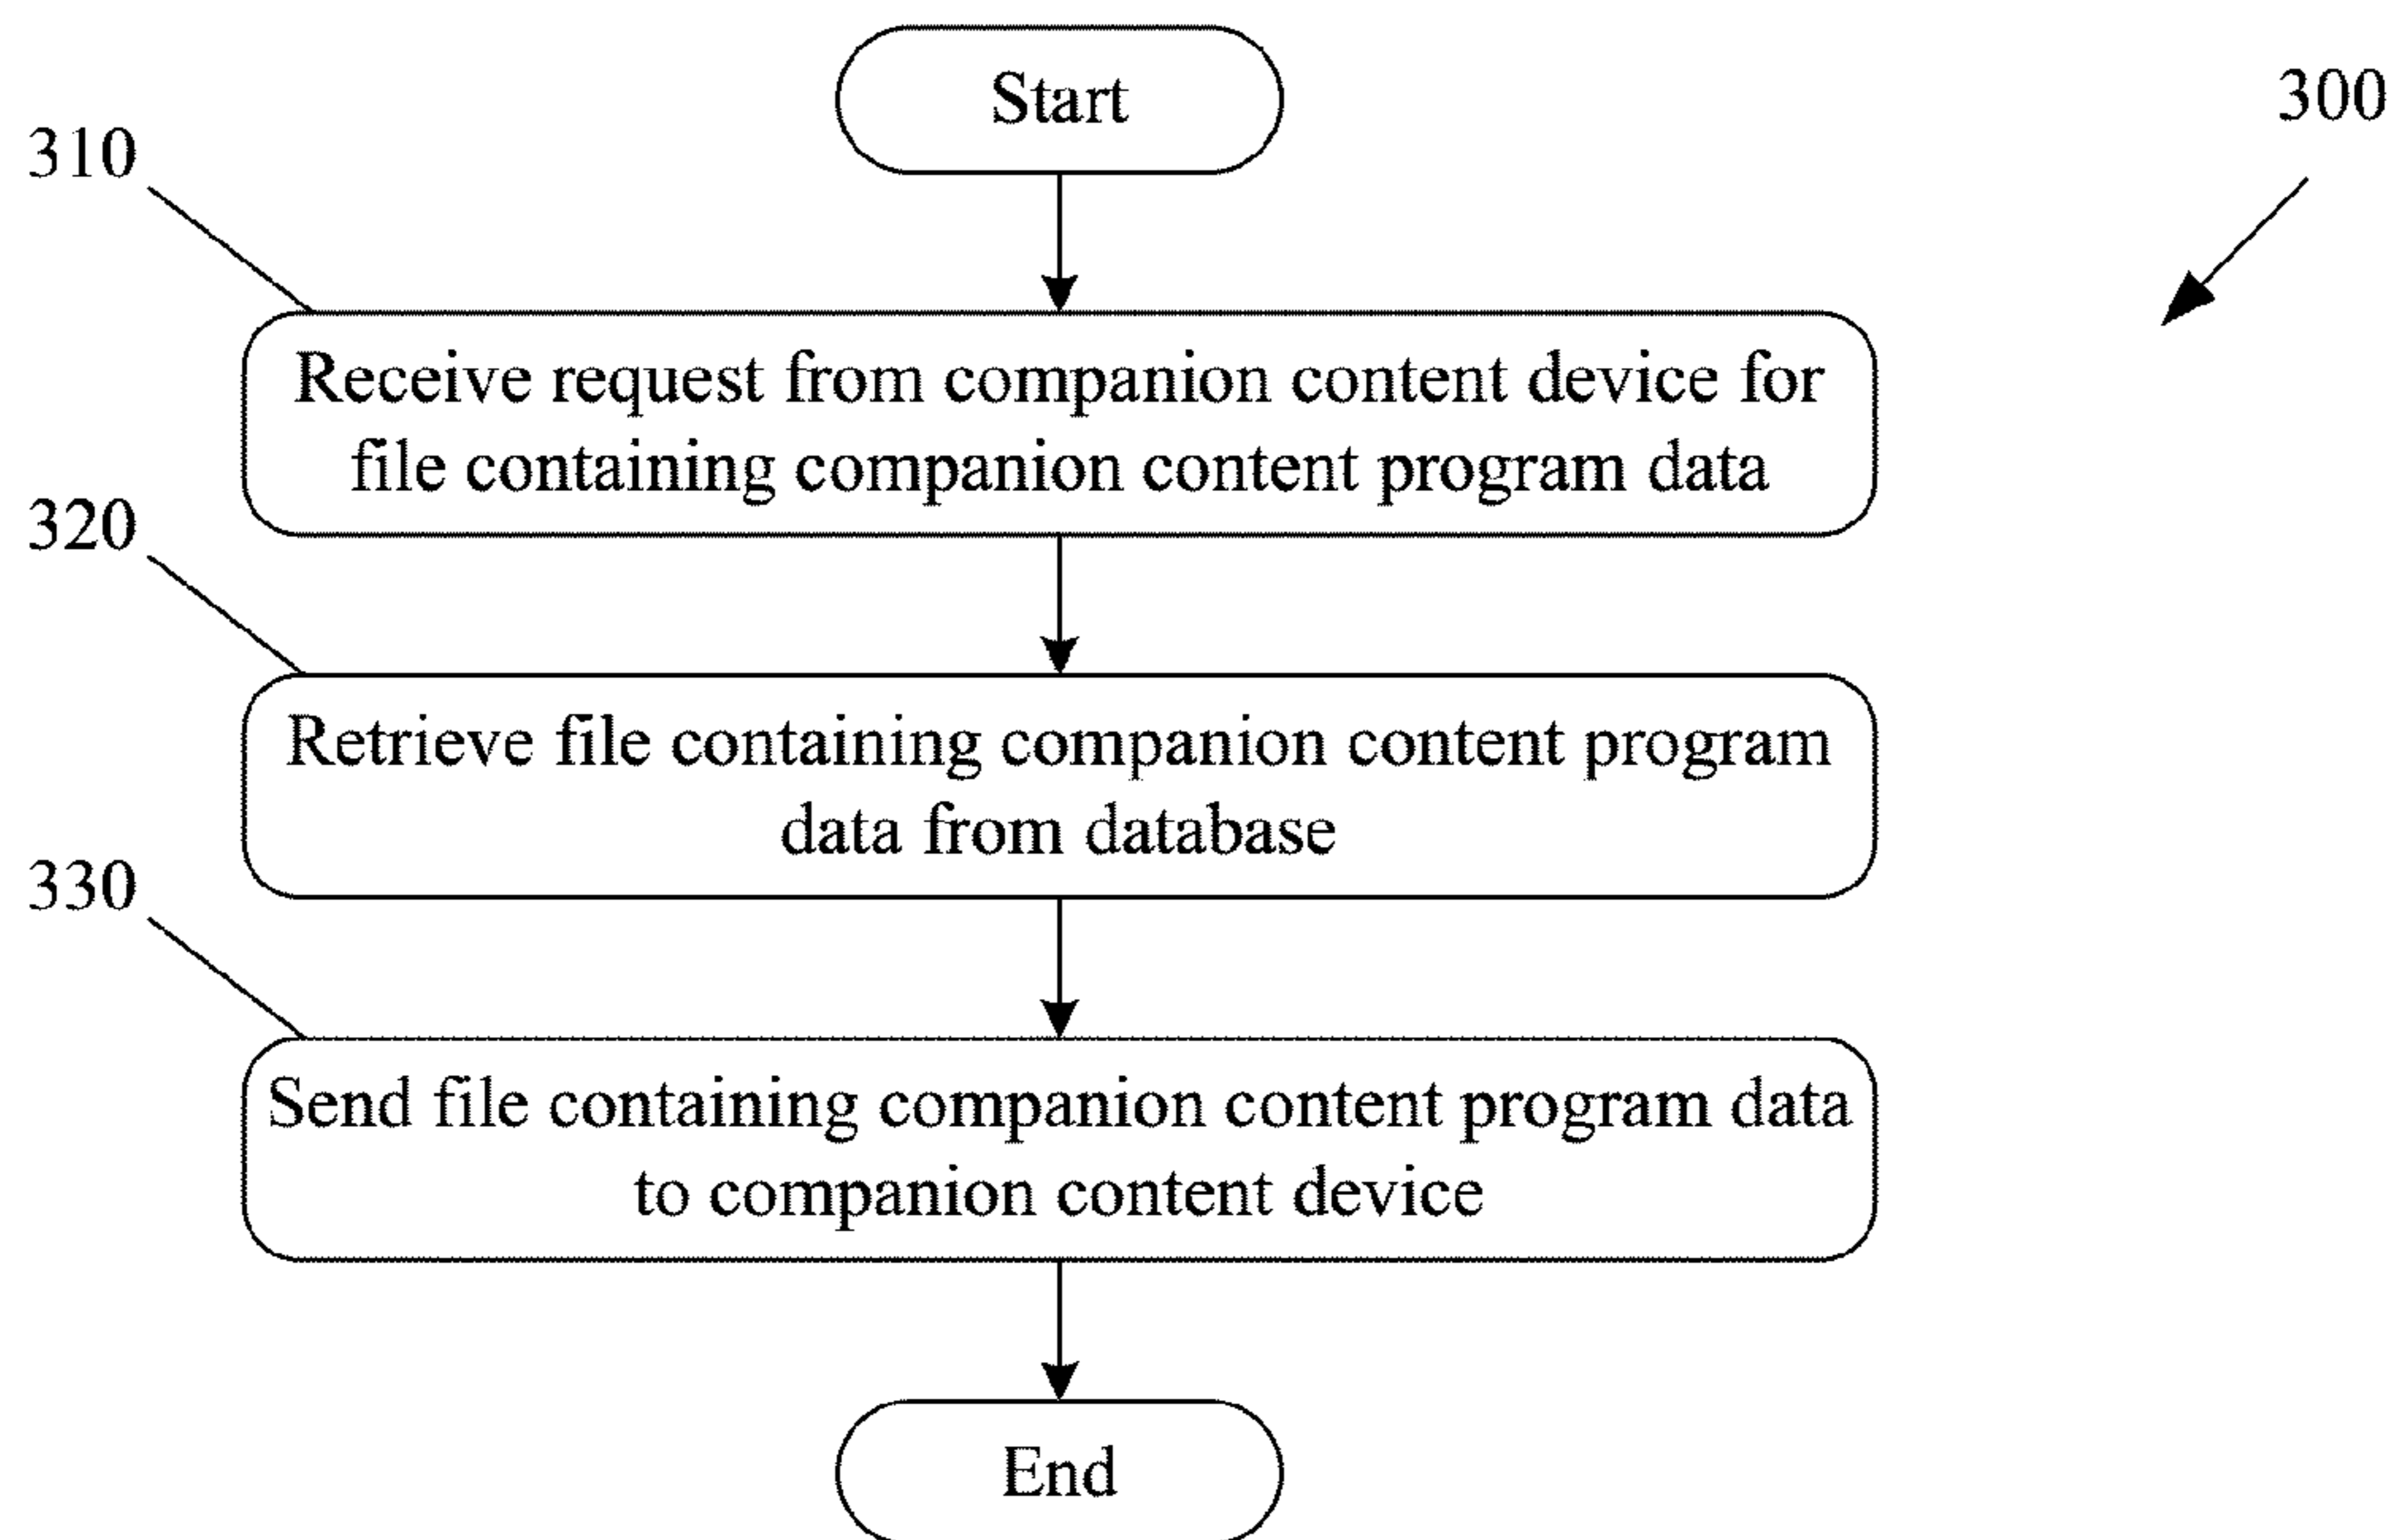 Start
300
310
Receive request from companion content device for
file containing companion content program data
320
Retrieve file containing companion content program
data from database
330
Send file containing companion content program data
to companion content device
End